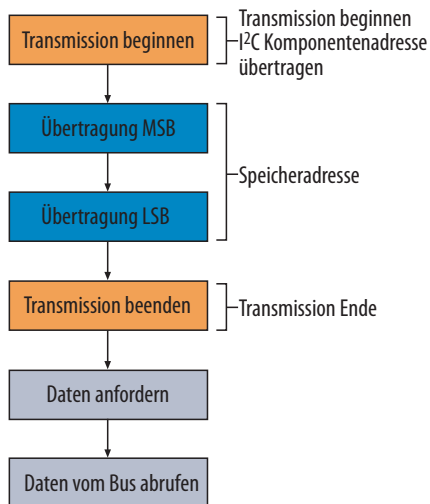 Transmission beginnen
Transmission beginnen
I²C Komponentenadresse
übertragen
Übertragung MSB
Übertragung LSB
Speicheradresse
Transmission beenden
Transmission Ende
Daten anfordern
Daten vom Bus abrufen